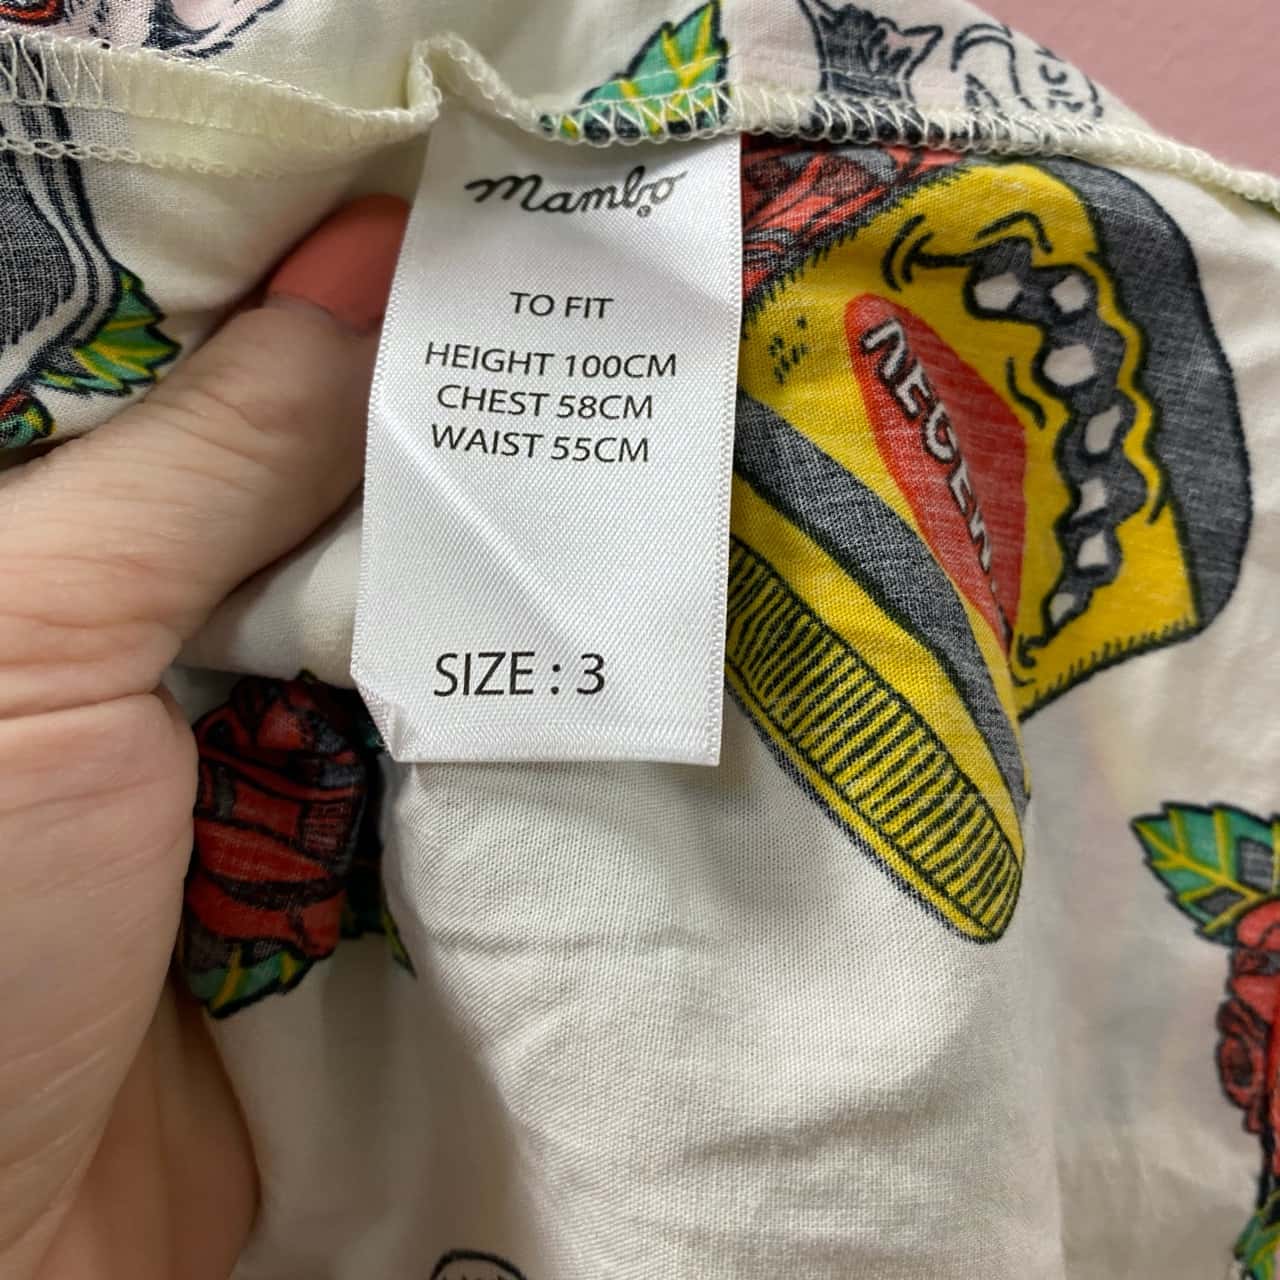 Mambo
TO FIT
HEIGHT 100CM
CHEST 58CM
WAIST 55CM
SIZE : 3